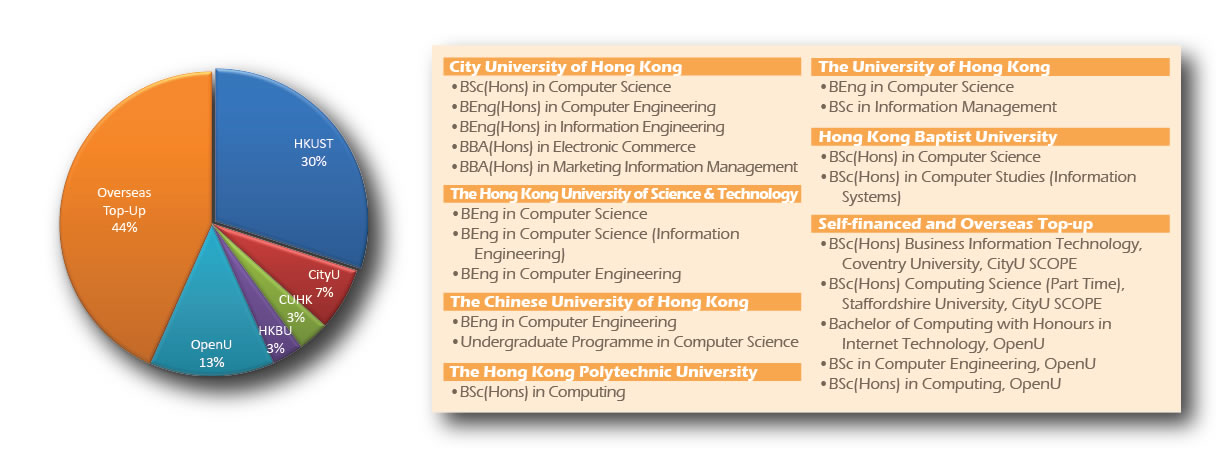 HKUST
30%
CityU
7%
CUHK
3%
HKBU
3%
OpenU
13%
Overseas
Top-Up
44%
City University of Hong Kong
•BSc(Hons) in Computer Science
•BEng(Hons) in Computer Engineering
•BEng(Hons) in Information Engineering
•BBA(Hons) in Electronic Commerce
•BBA(Hons) in Marketing Information Management
The Hong Kong University of Science & Technology
•BEng in Computer Science
•BEng in Computer Science (Information
Engineering)
•BEng in Computer Engineering
The Chinese University of Hong Kong
•BEng in Computer Engineering
•Undergraduate Programme in Computer Science
The Hong Kong Polytechnic University
•BSc(Hons) in Computing
The University of Hong Kong
•BEng in Computer Science
•BSc in Information Management
Hong Kong Baptist University
•BSc(Hons) in Computer Science
•BSc(Hons) in Computer Studies (Information
Systems)
Self-financed and Overseas Top-up
•BSc(Hons) Business Information Technology,
Coventry University, CityU SCOPE
•BSc(Hons) Computing Science (Part Time),
Staffordshire University, CityU SCOPE
•Bachelor of Computing with Honours in
Internet Technology, OpenU
•BSc in Computer Engineering, OpenU
•BSc(Hons) in Computing, OpenU